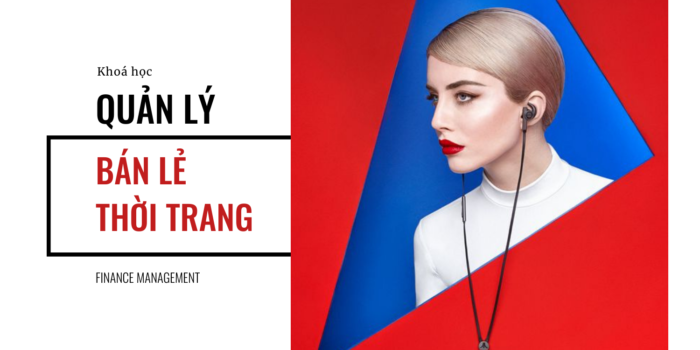 Khoá học
QUẢN LÝ
BÁN LẺ
THỜI TRANG
FINANCE MANAGEMENT